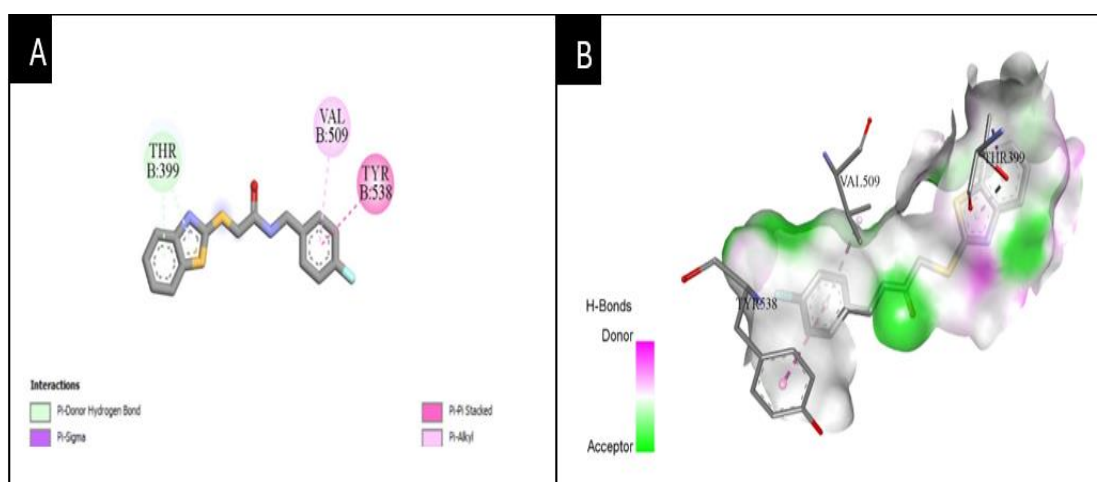 A
THR
B:399
VAL
B:509
TYR
B:538
Interactions
Pi-Donor Hydrogen Bond
Pi-Sigma
Pi-Pi Stacked
Pi-Alkyl
B
VAL509
THR399
TYR538
H-Bonds
Donor
Acceptor